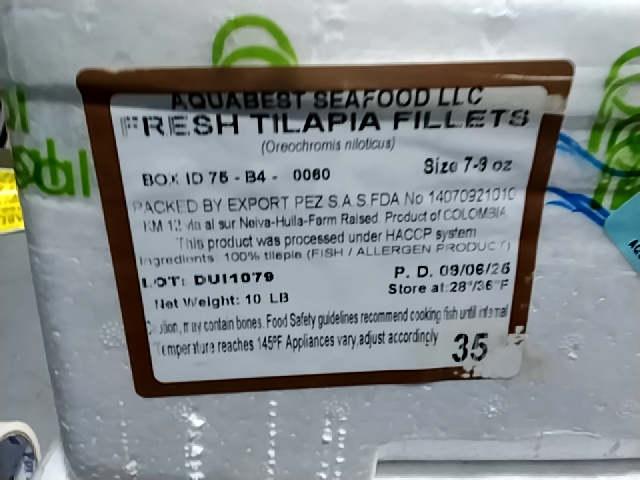 AQUABEST SEAFOOD LLC
FRESH TILAPIA FILLETS
(Oreochromis niloticus)
BOX ID 75 - B4 - 0060
Size 7-9 oz
PACKED BY EXPORT PEZ S.A.S.FDA No 14070921010
KM 12 vía al sur Neiva-Huila-Farm Raised. Product of COLOMBIA
This product was processed under HACCP system
Ingredients: 100% tilapia (FISH / ALLERGEN PRODUCT)
LOT: DUI1079
P. D. 09/06/26
Net Weight: 10 LB
Store at:28°/36°F
may contain bones. Food Safety guidelines recommend cooking fish until internal
Temperature reaches 145ºF Appliances vary,adjust accordingly
35